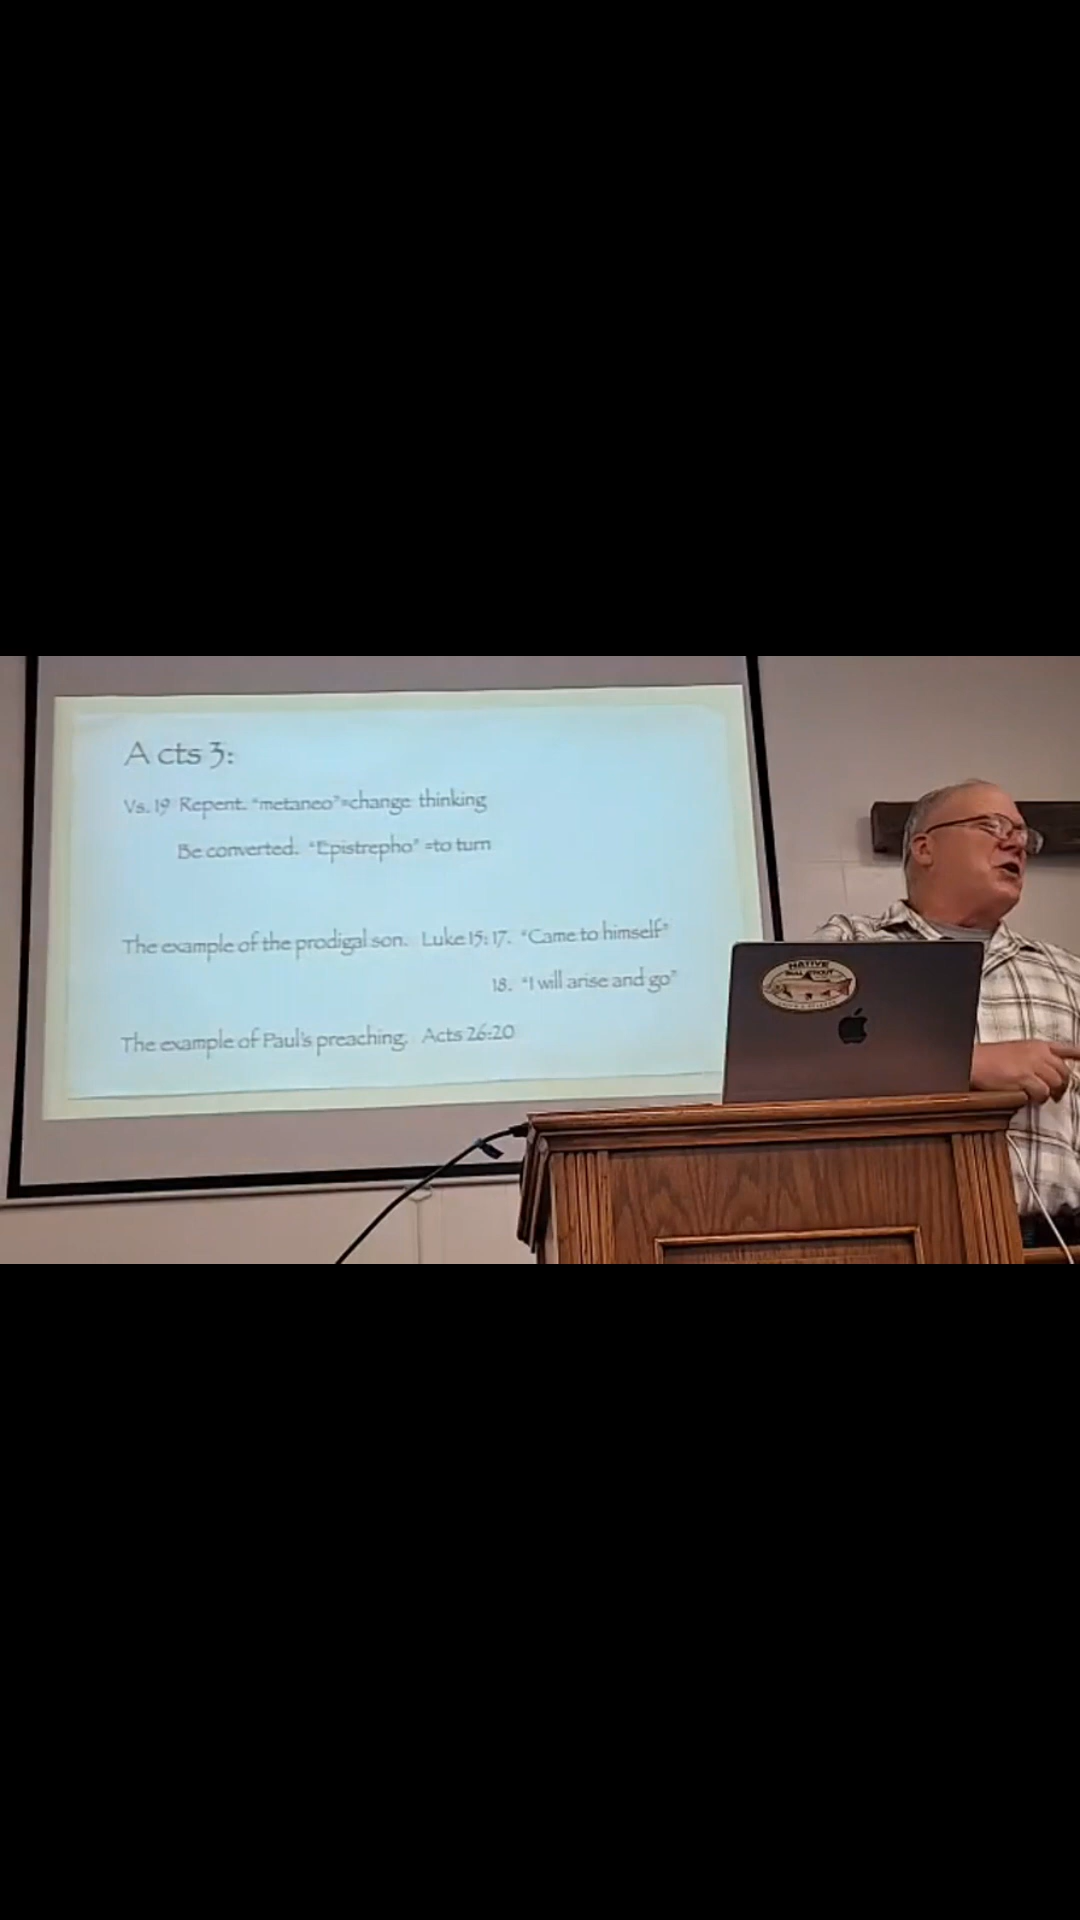 Acts 3:
Vs. 19 Repent. "metaneo"=change thinking
Be converted. "Epistrepho" =to turn
The example of the prodigal son. Luke 15:17. "Came to himself"
18. "I will arise and go"
The example of Paul's preaching. Acts 26:20
NATIVE
TROUT